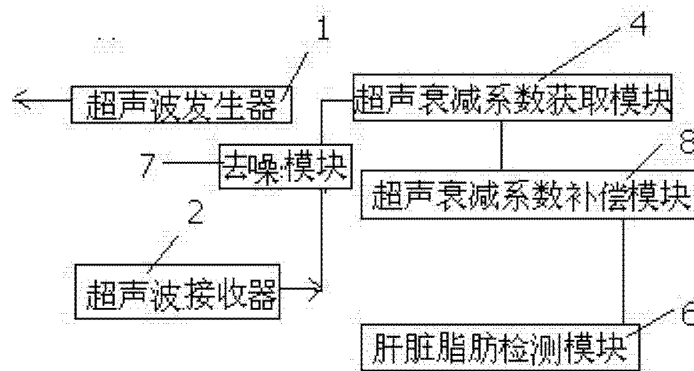 1
4
超声波发生器
超声衰减系数获取模块
7
去噪模块
8
超声衰减系数补偿模块
2
超声波接收器
肝脏脂肪检测模块
6